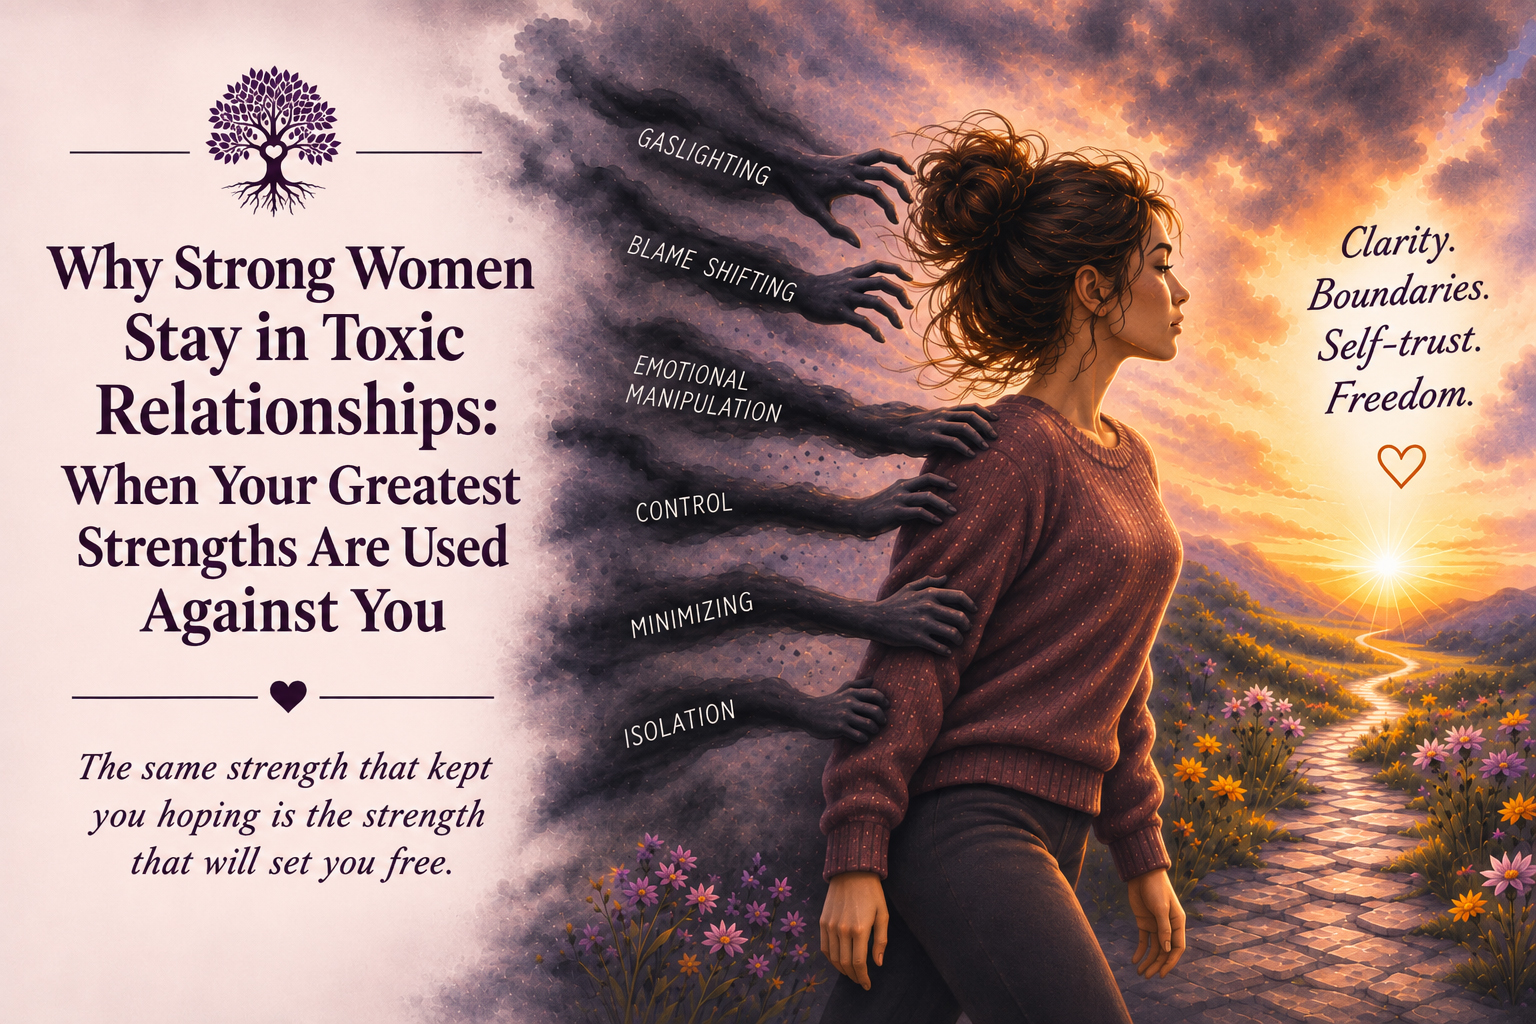 Why Strong Women
Stay in Toxic
Relationships:
When Your Greatest
Strengths Are Used
Against You
The same strength that kept
you hoping is the strength
that will set you free.
GASLIGHTING
BLAME SHIFTING
EMOTIONAL
MANIPULATION
CONTROL
MINIMIZING
ISOLATION
Clarity.
Boundaries.
Self-trust.
Freedom.